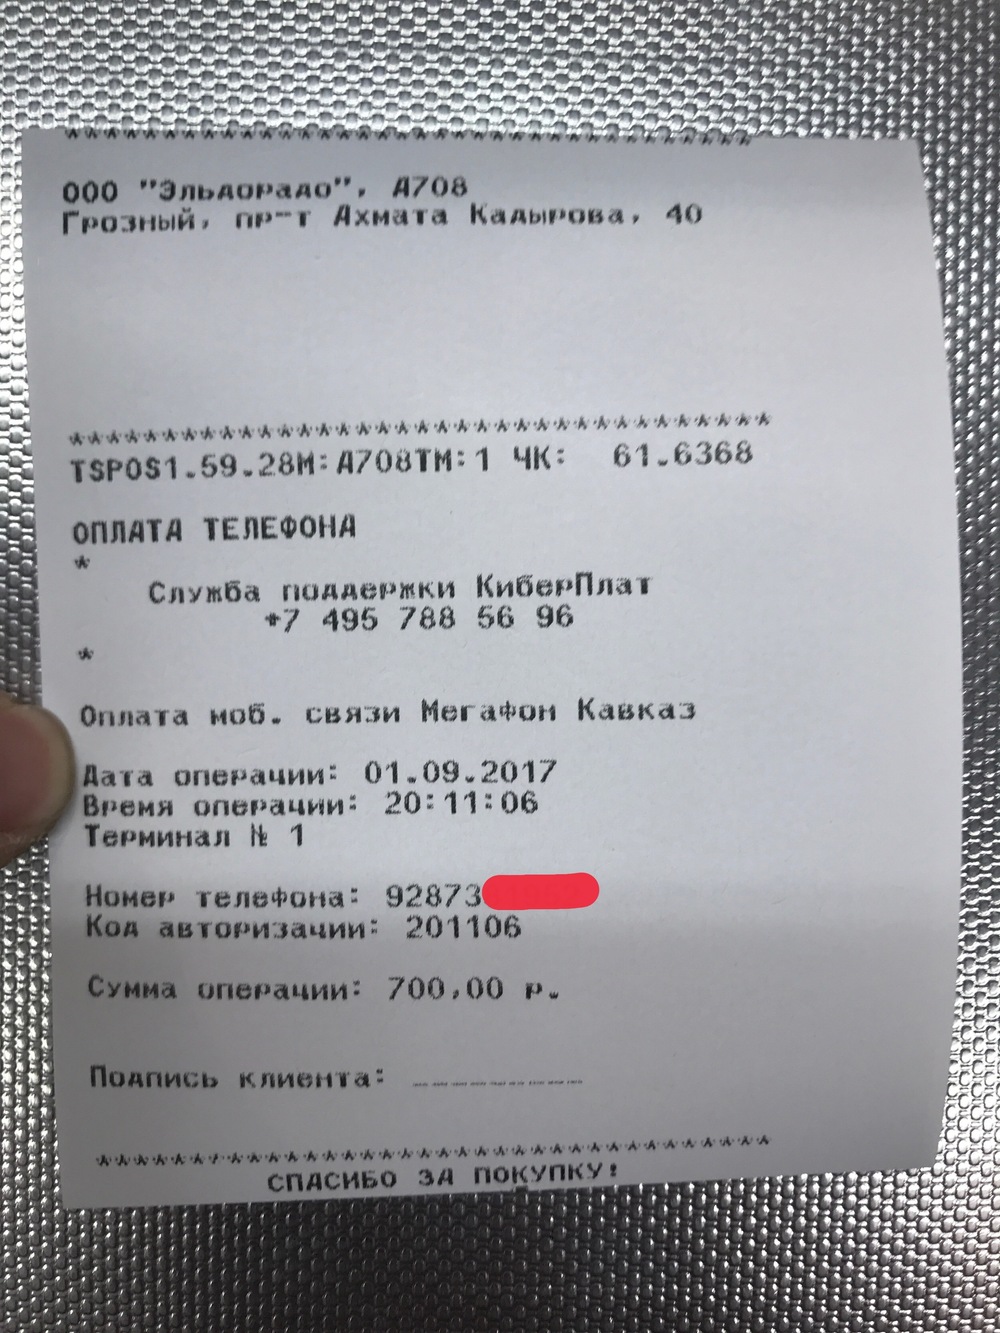 ************************************
ООО "Эльдорадо", А708
Грозный, пр-т Ахмата Кадырова, 40
**************************************
TSPOS1.59.28М:А708ТМ:1 ЧК: 61.6368
ОПЛАТА ТЕЛЕФОНА
*
Служба поддержки КиберПлат
+7 495 788 56 96
*
Оплата моб. связи Мегафон Кавказ
Дата операции: 01.09.2017
Время операции: 20:11:06
Терминал № 1
Номер телефона: 92873
Код авторизации: 201106
Сумма операции: 700,00 р.
Подпись клиента: _________
************************************
СПАСИБО ЗА ПОКУПКУ!